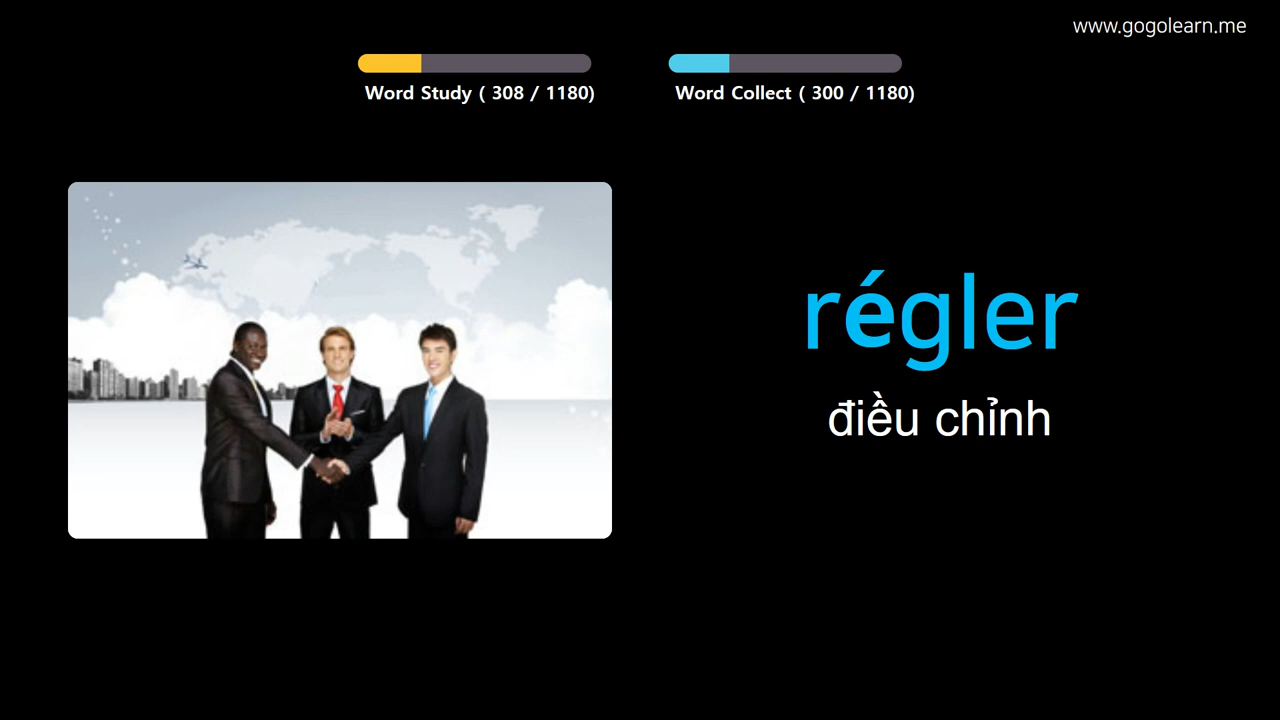 www.gogolearn.me
Word Study ( 308 / 1180)
Word Collect ( 300 / 1180)
régler
điều chỉnh